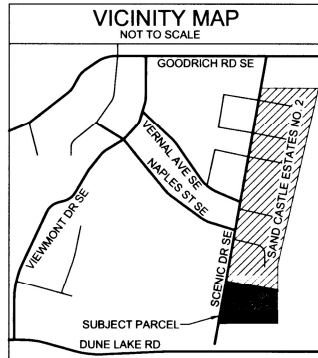 VICINITY MAP
NOT TO SCALE
GOODRICH RD SE
VERNAL AVE SE
NAPLES ST SE
SAND CASTLE ESTATES NO. 2
VIEWMONT DR SE
SCENIC DR SE
SUBJECT PARCEL
DUNE LAKE RD